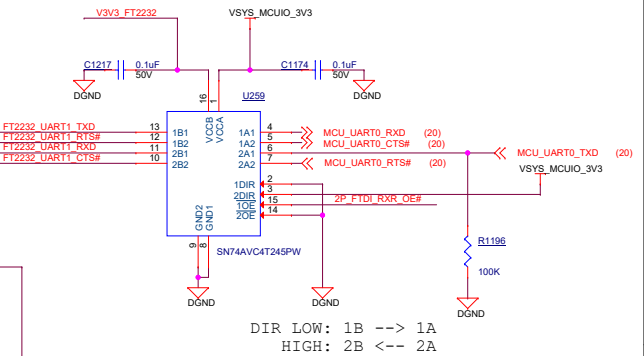 V3V3_FT2232
VSYS_MCUIO_3V3
C1217
0.1uF
50V
C1174
0.1uF
50V
DGND
DGND
U259
16
1
VCCB
VCCA
FT2232_UART1_TXD
13
1B1
1A1
4
MCU_UART0_RXD
(20)
FT2232_UART1_RTS#
12
1B2
1A2
5
MCU_UART0_CTS#
(20)
FT2232_UART1_RXD
11
2B1
2A1
6
MCU_UART0_TXD
(20)
FT2232_UART1_CTS#
10
2B2
2A2
7
MCU_UART0_RTS#
(20)
VSYS_MCUIO_3V3
1DIR
2
2DIR
3
1OE
15
2P_FTDI_RXR_OE#
2OE
14
GND2
GND1
9
8
SN74AVC4T245PW
R1196
100K
DGND
DGND
DGND
DIR LOW: 1B --> 1A
HIGH: 2B <-- 2A